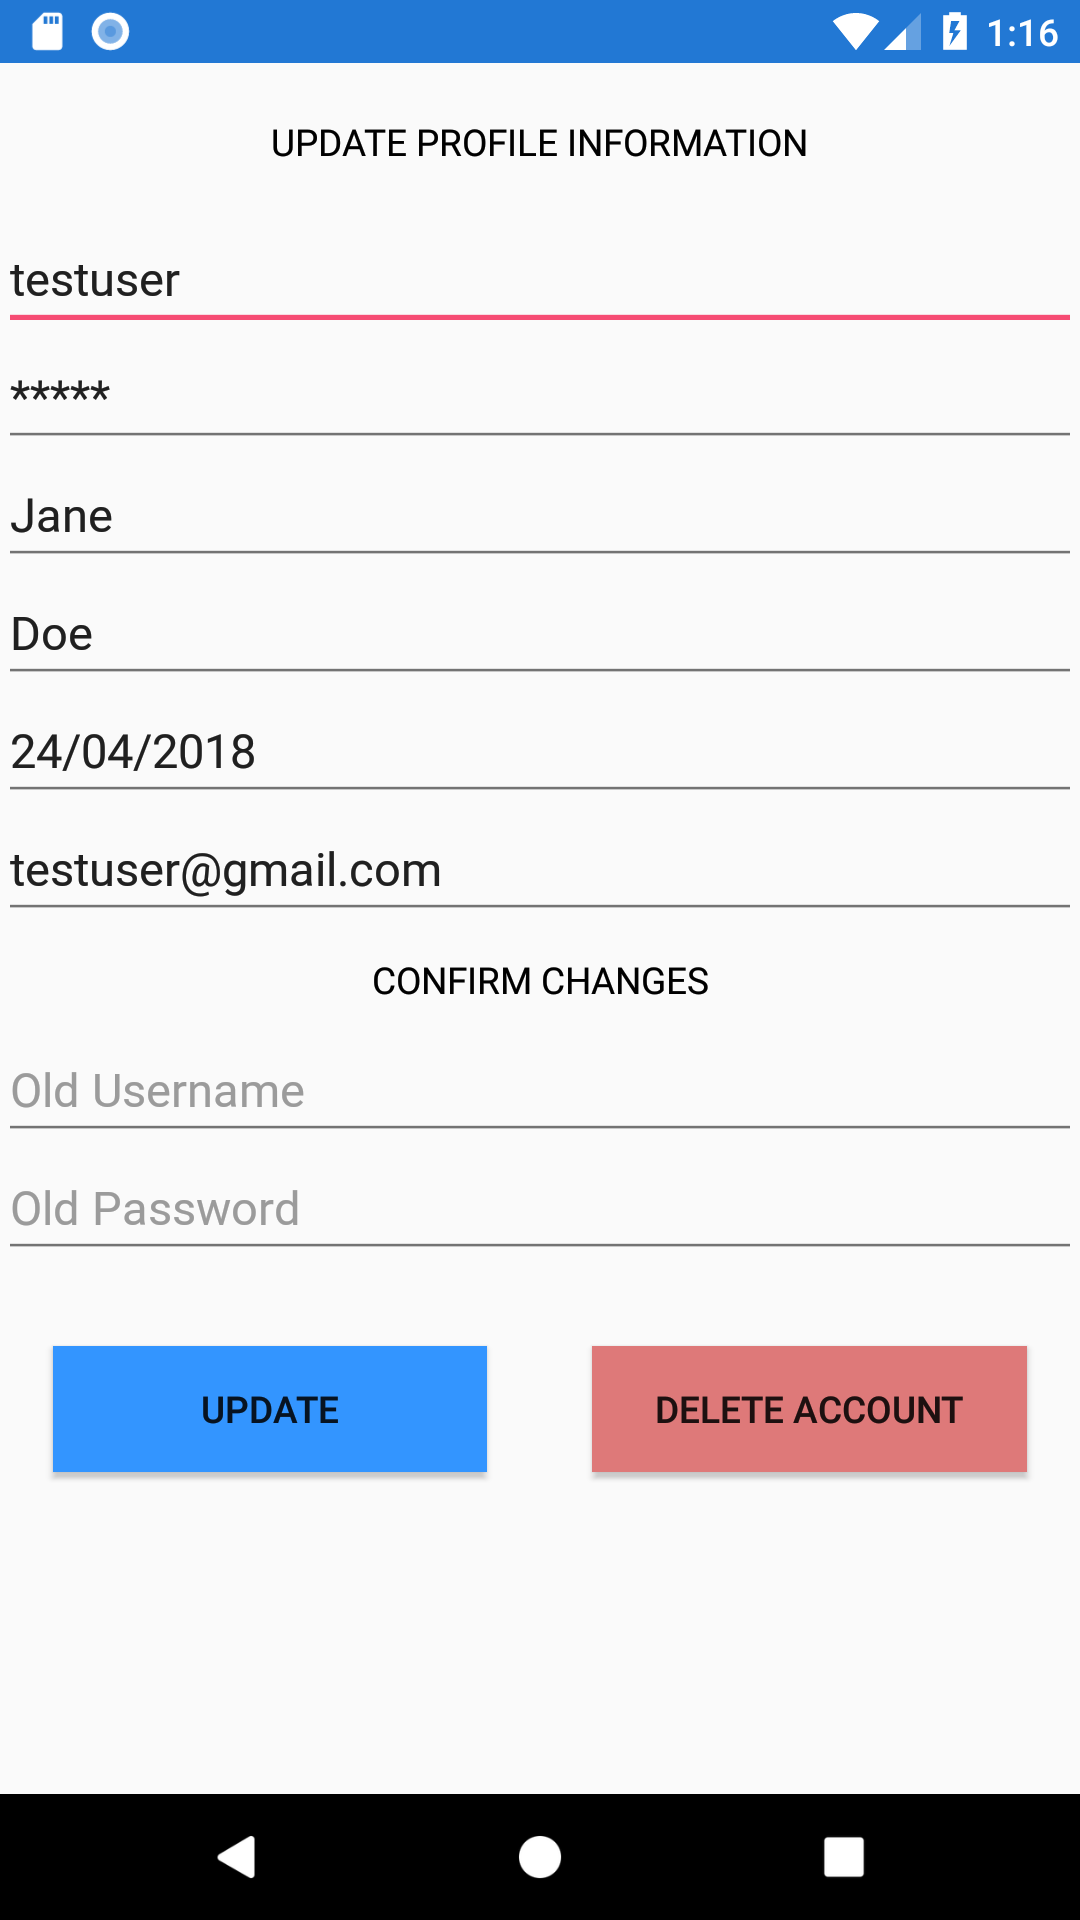 1:16
UPDATE PROFILE INFORMATION
testuser
*****
Jane
Doe
24/04/2018
testuser@gmail.com
CONFIRM CHANGES
Old Username
Old Password
UPDATE
DELETE ACCOUNT